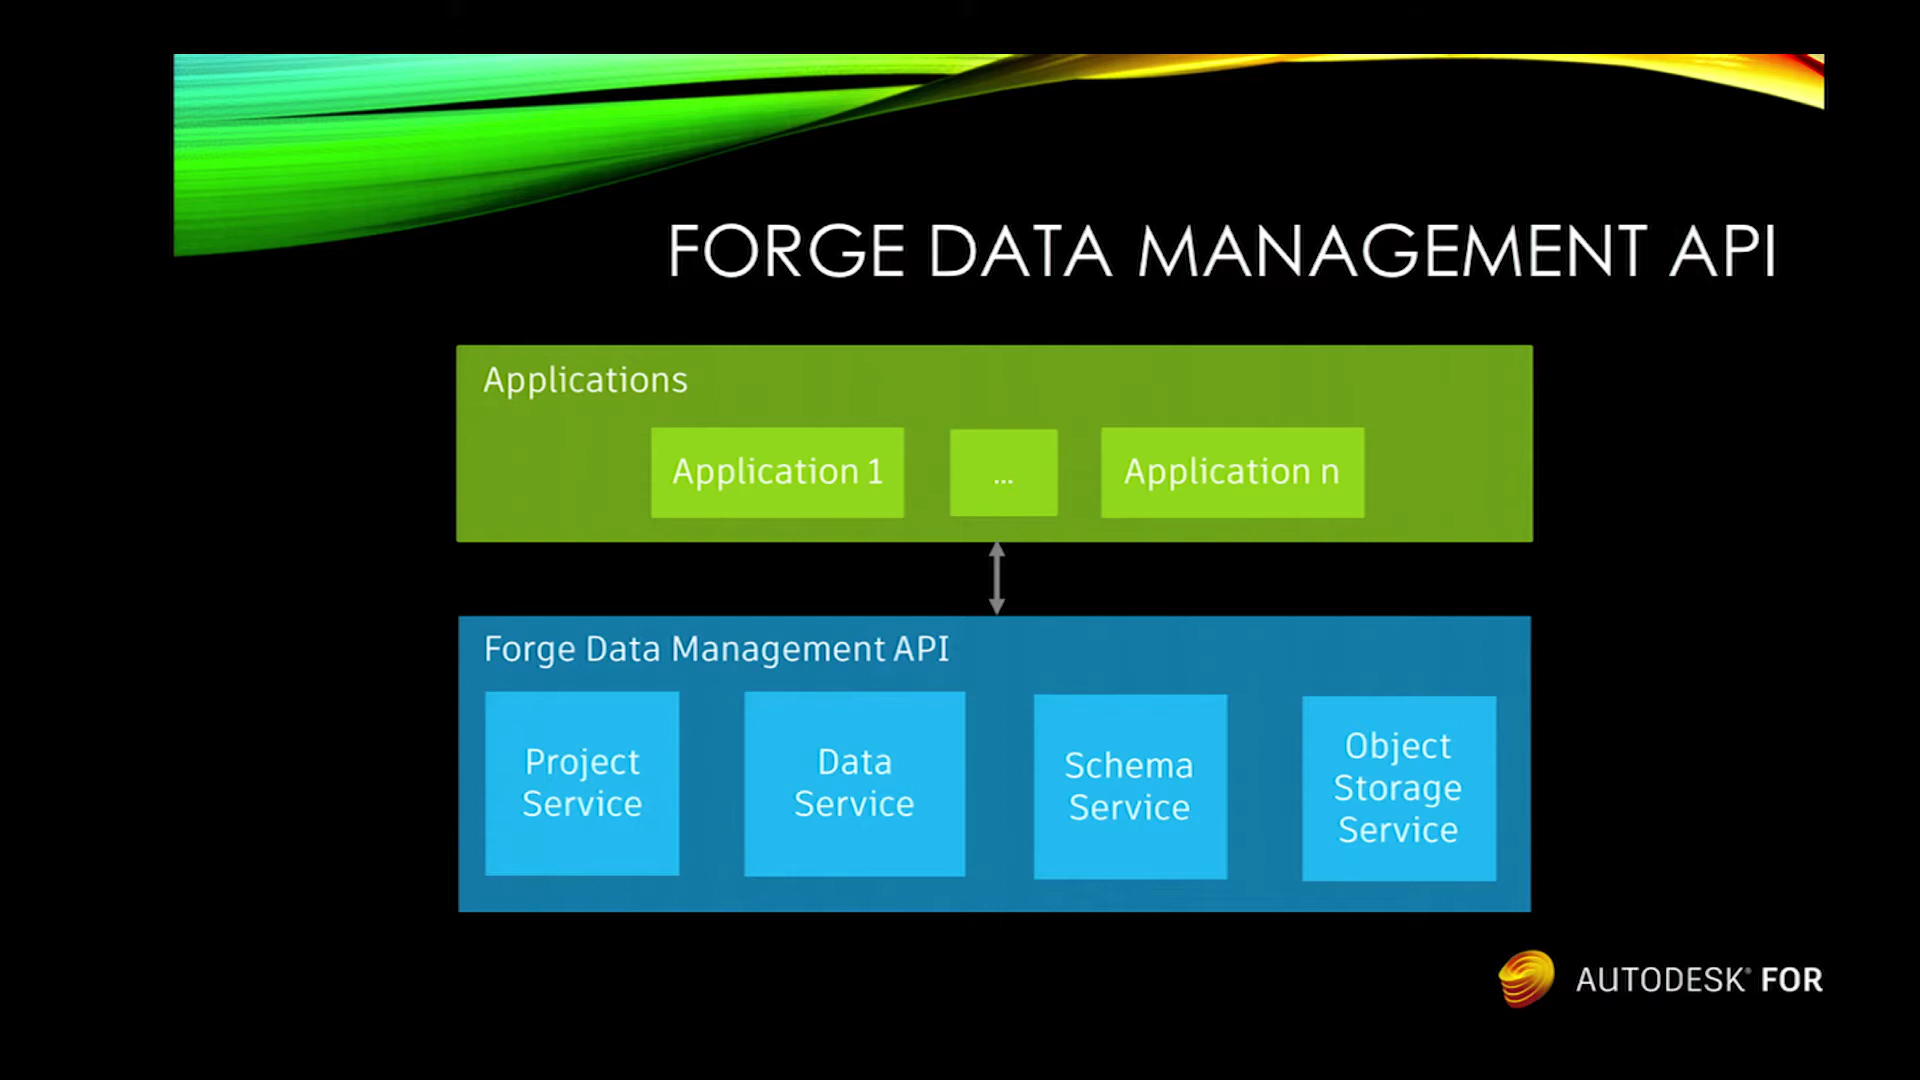 FORGE DATA MANAGEMENT API
Applications
Application 1
...
Application n
Forge Data Management API
Project
Service
Data
Service
Schema
Service
Object
Storage
Service
AUTODESK® FOR